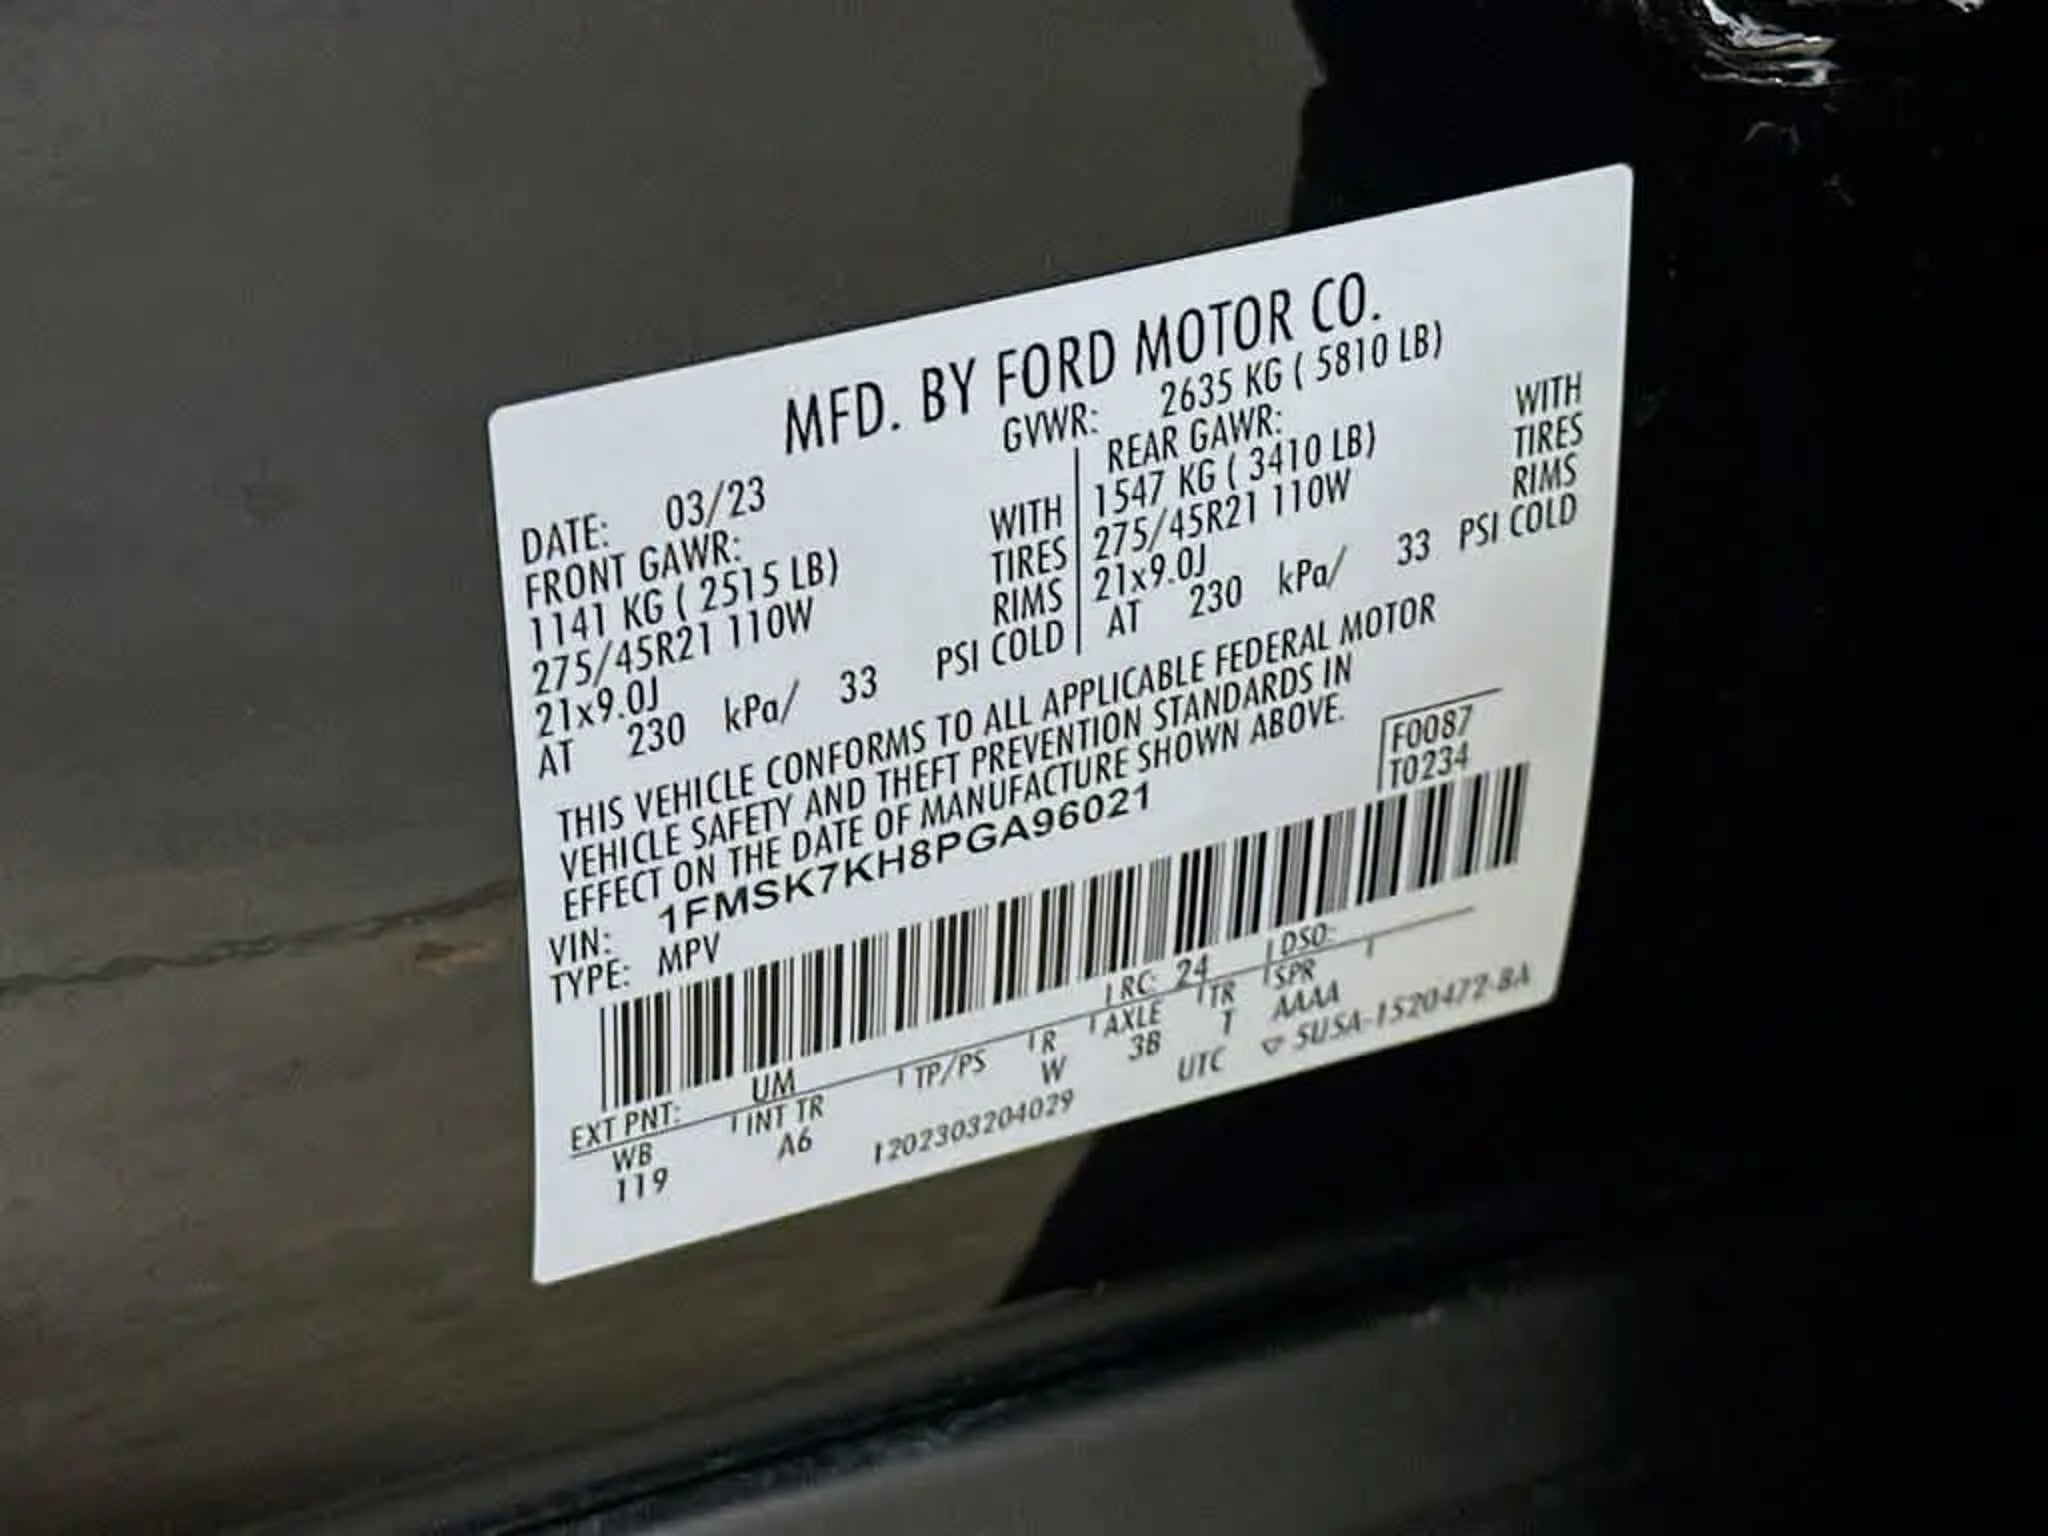 MFD. BY FORD MOTOR CO.
DATE: 03/23 GVWR: 2635 KG ( 5810 LB)
FRONT GAWR:
1141 KG ( 2515 LB) WITH
275/45R21 110W TIRES
21x9.0J RIMS
AT 230 kPa/ 33 PSI COLD
REAR GAWR:
1547 KG ( 3410 LB) WITH
275/45R21 110W TIRES
21x9.0J RIMS
AT 230 kPa/ 33 PSI COLD
THIS VEHICLE CONFORMS TO ALL APPLICABLE FEDERAL MOTOR
VEHICLE SAFETY AND THEFT PREVENTION STANDARDS IN
EFFECT ON THE DATE OF MANUFACTURE SHOWN ABOVE.
F0087
T0234
VIN: 1FMSK7KH8PGA96021
TYPE: MPV
EXT PNT: UM RC: 24 DSO:
WB INT TR TP/PS R AXLE TR SPR
119 A6 W 3B T AAAA
1202303204029 UTC ▽ 5U5A-1520472-BA